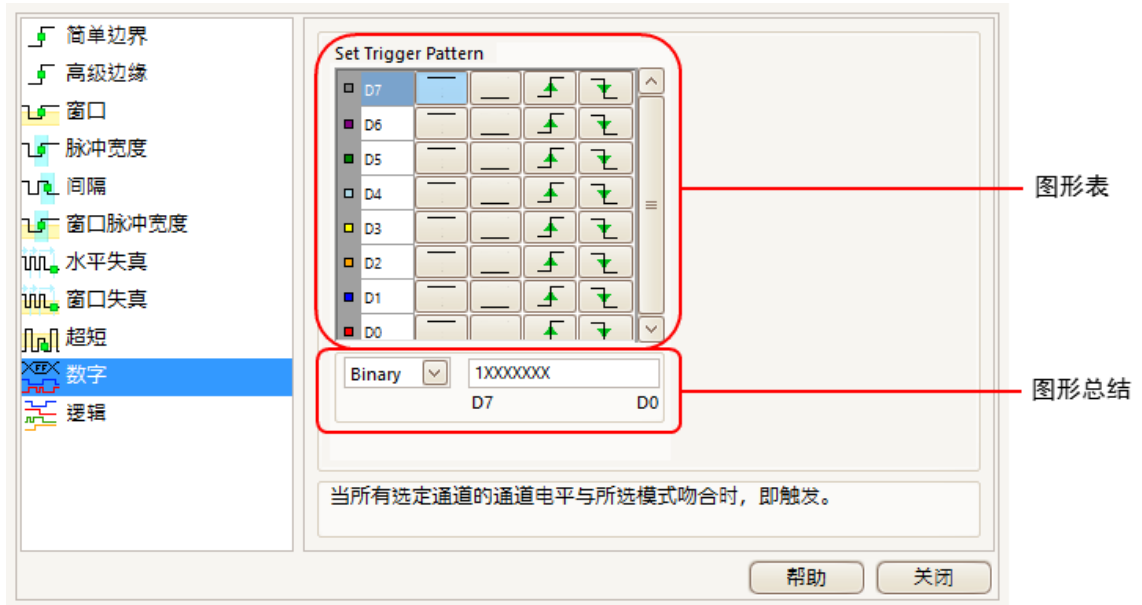 简单边界
高级边缘
窗口
脉冲宽度
间隔
窗口脉冲宽度
水平失真
窗口失真
超短
数字
逻辑
Set Trigger Pattern
D7
D6
D5
D4
D3
D2
D1
D0
Binary 1XXXXXXX
D7 D0
当所有选定通道的通道电平与所选模式吻合时，即触发。
帮助 关闭
图形表
图形总结